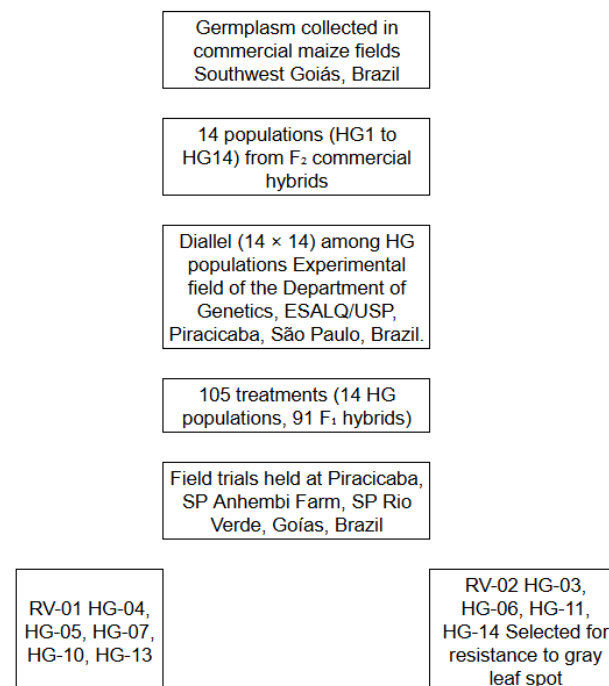 Germplasm collected in
commercial maize fields
Southwest Goiás, Brazil
14 populations (HG1 to
HG14) from F₂ commercial
hybrids
Diallel (14 × 14) among HG
populations Experimental
field of the Department of
Genetics, ESALQ/USP,
Piracicaba, São Paulo, Brazil.
105 treatments (14 HG
populations, 91 F₁ hybrids)
Field trials held at Piracicaba,
SP Anhembi Farm, SP Rio
Verde, Goías, Brazil
RV-01 HG-04,
HG-05, HG-07,
HG-10, HG-13
RV-02 HG-03,
HG-06, HG-11,
HG-14 Selected for
resistance to gray
leaf spot